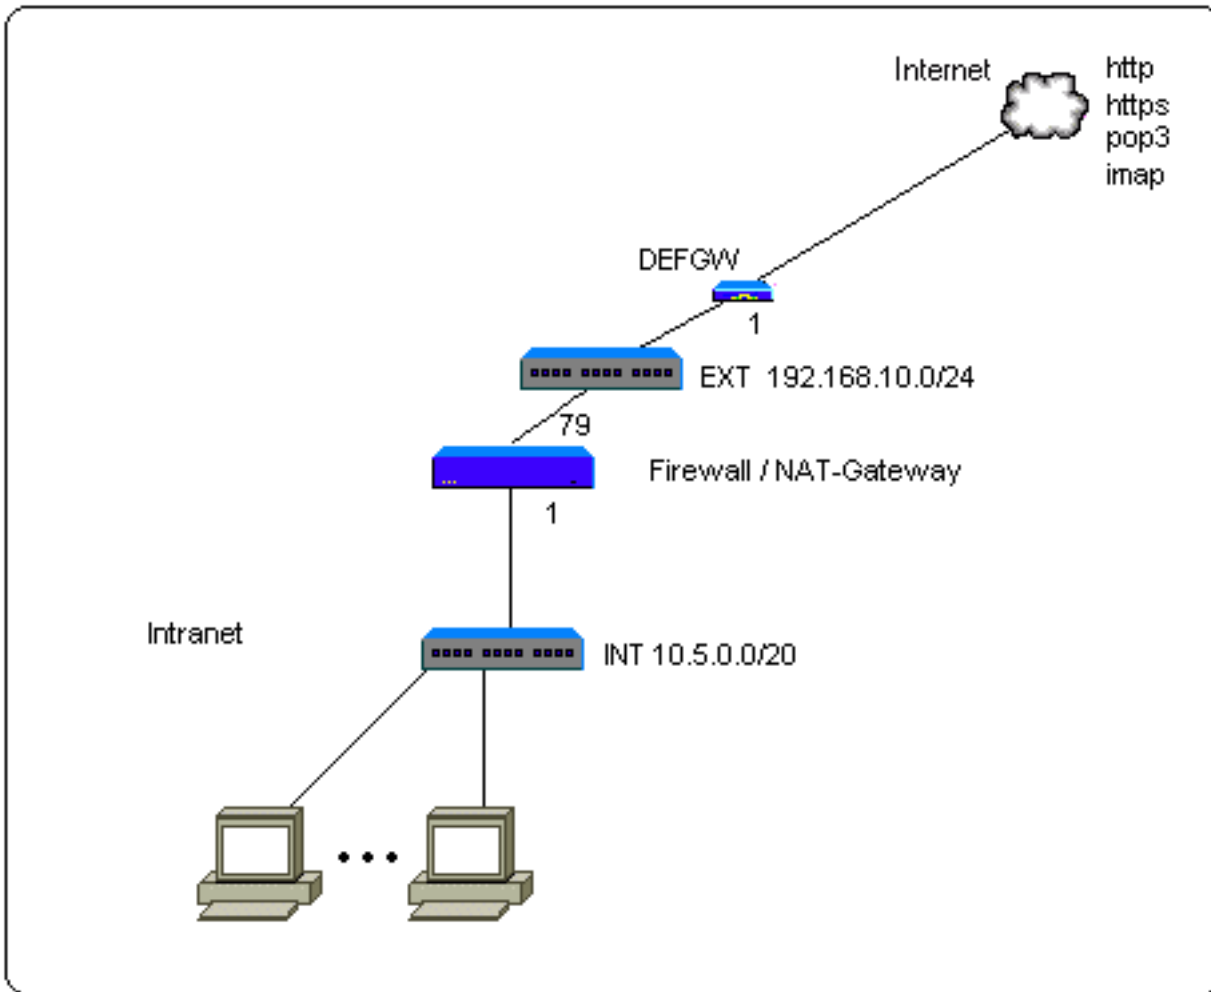 Internet
http
https
pop3
imap
DEFGW
1
EXT 192.168.10.0/24
79
Firewall / NAT-Gateway
1
Intranet
INT 10.5.0.0/20